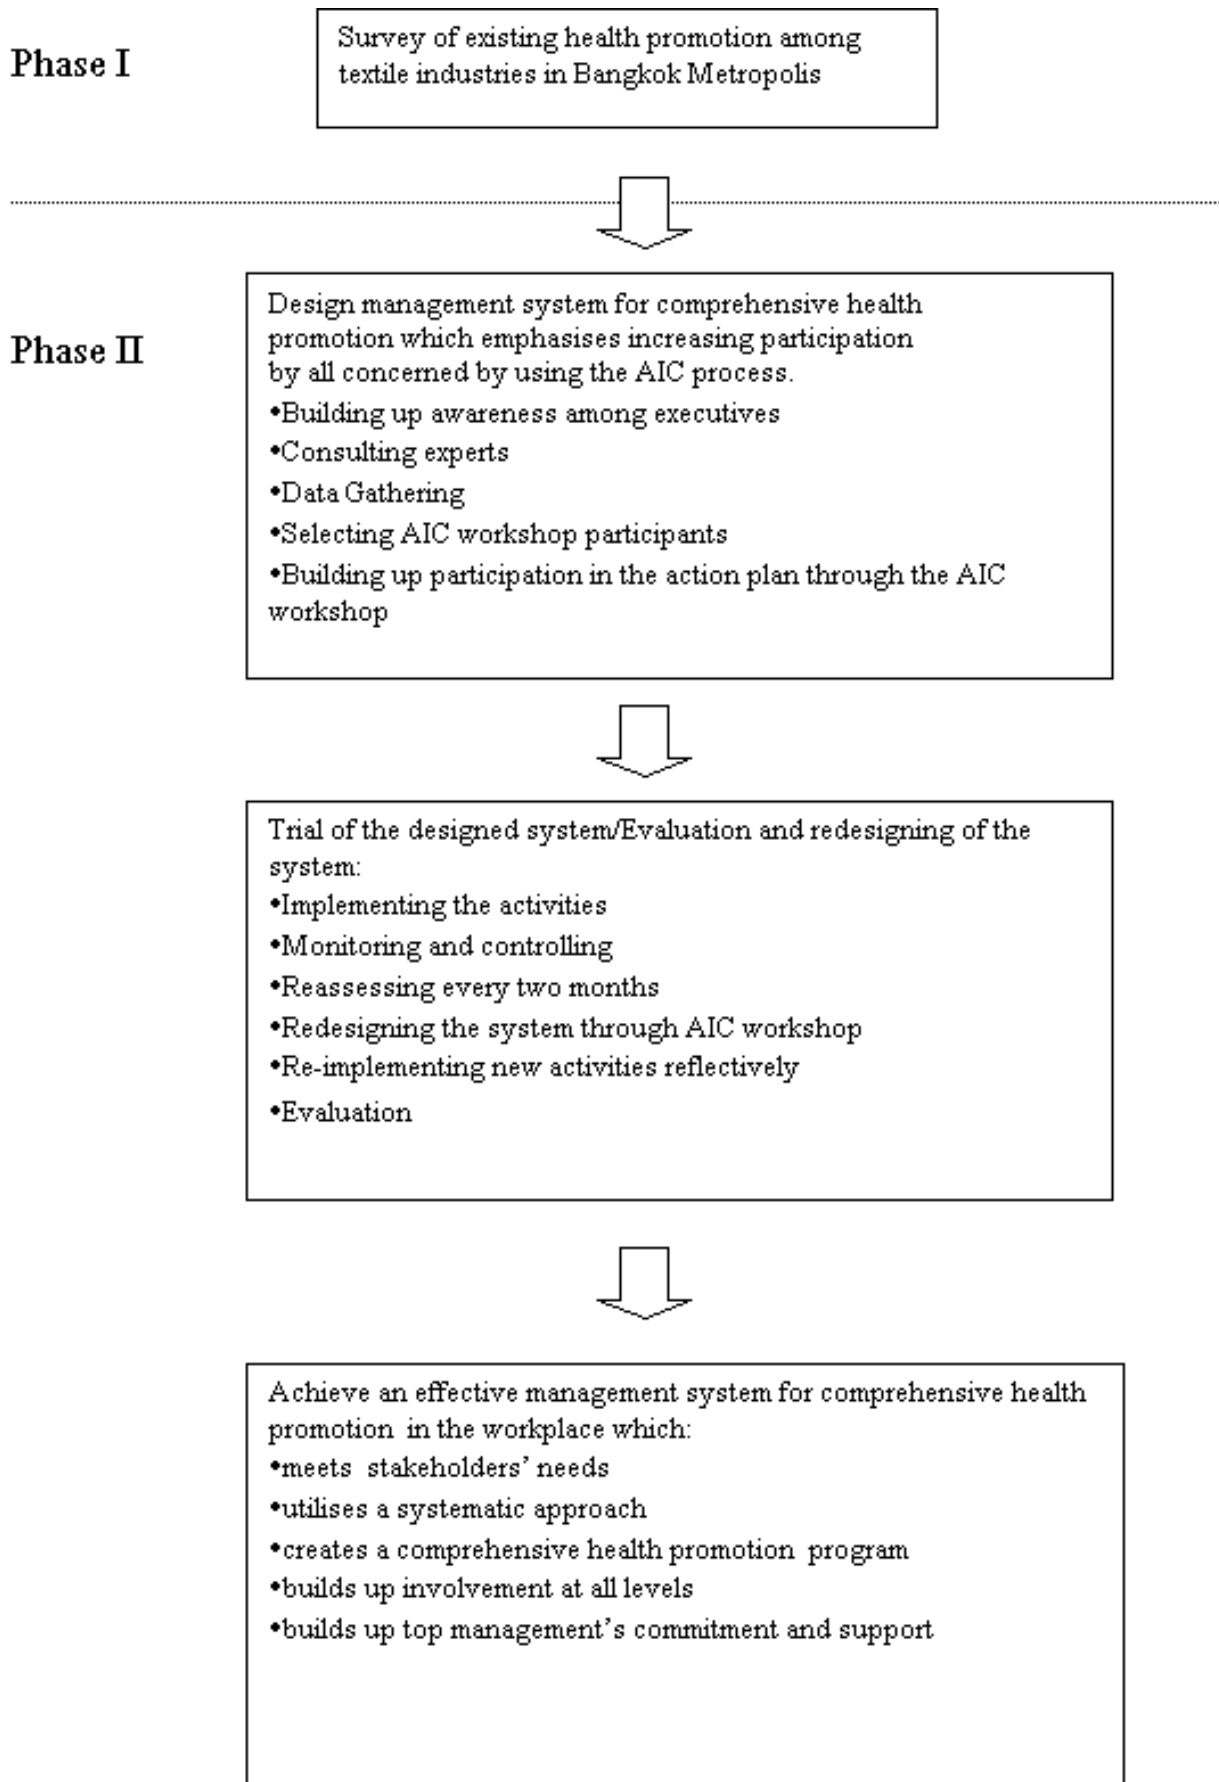 Phase I
Survey of existing health promotion among
textile industries in Bangkok Metropolis
Phase II
Design management system for comprehensive health
promotion which emphasises increasing participation
by all concerned by using the AIC process.
•Building up awareness among executives
•Consulting experts
•Data Gathering
•Selecting AIC workshop participants
•Building up participation in the action plan through the AIC
workshop
Trial of the designed system/Evaluation and redesigning of the
system:
•Implementing the activities
•Monitoring and controlling
•Reassessing every two months
•Redesigning the system through AIC workshop
•Re-implementing new activities reflectively
•Evaluation
Achieve an effective management system for comprehensive health
promotion in the workplace which:
•meets stakeholders’ needs
•utilises a systematic approach
•creates a comprehensive health promotion program
•builds up involvement at all levels
•builds up top management’s commitment and support